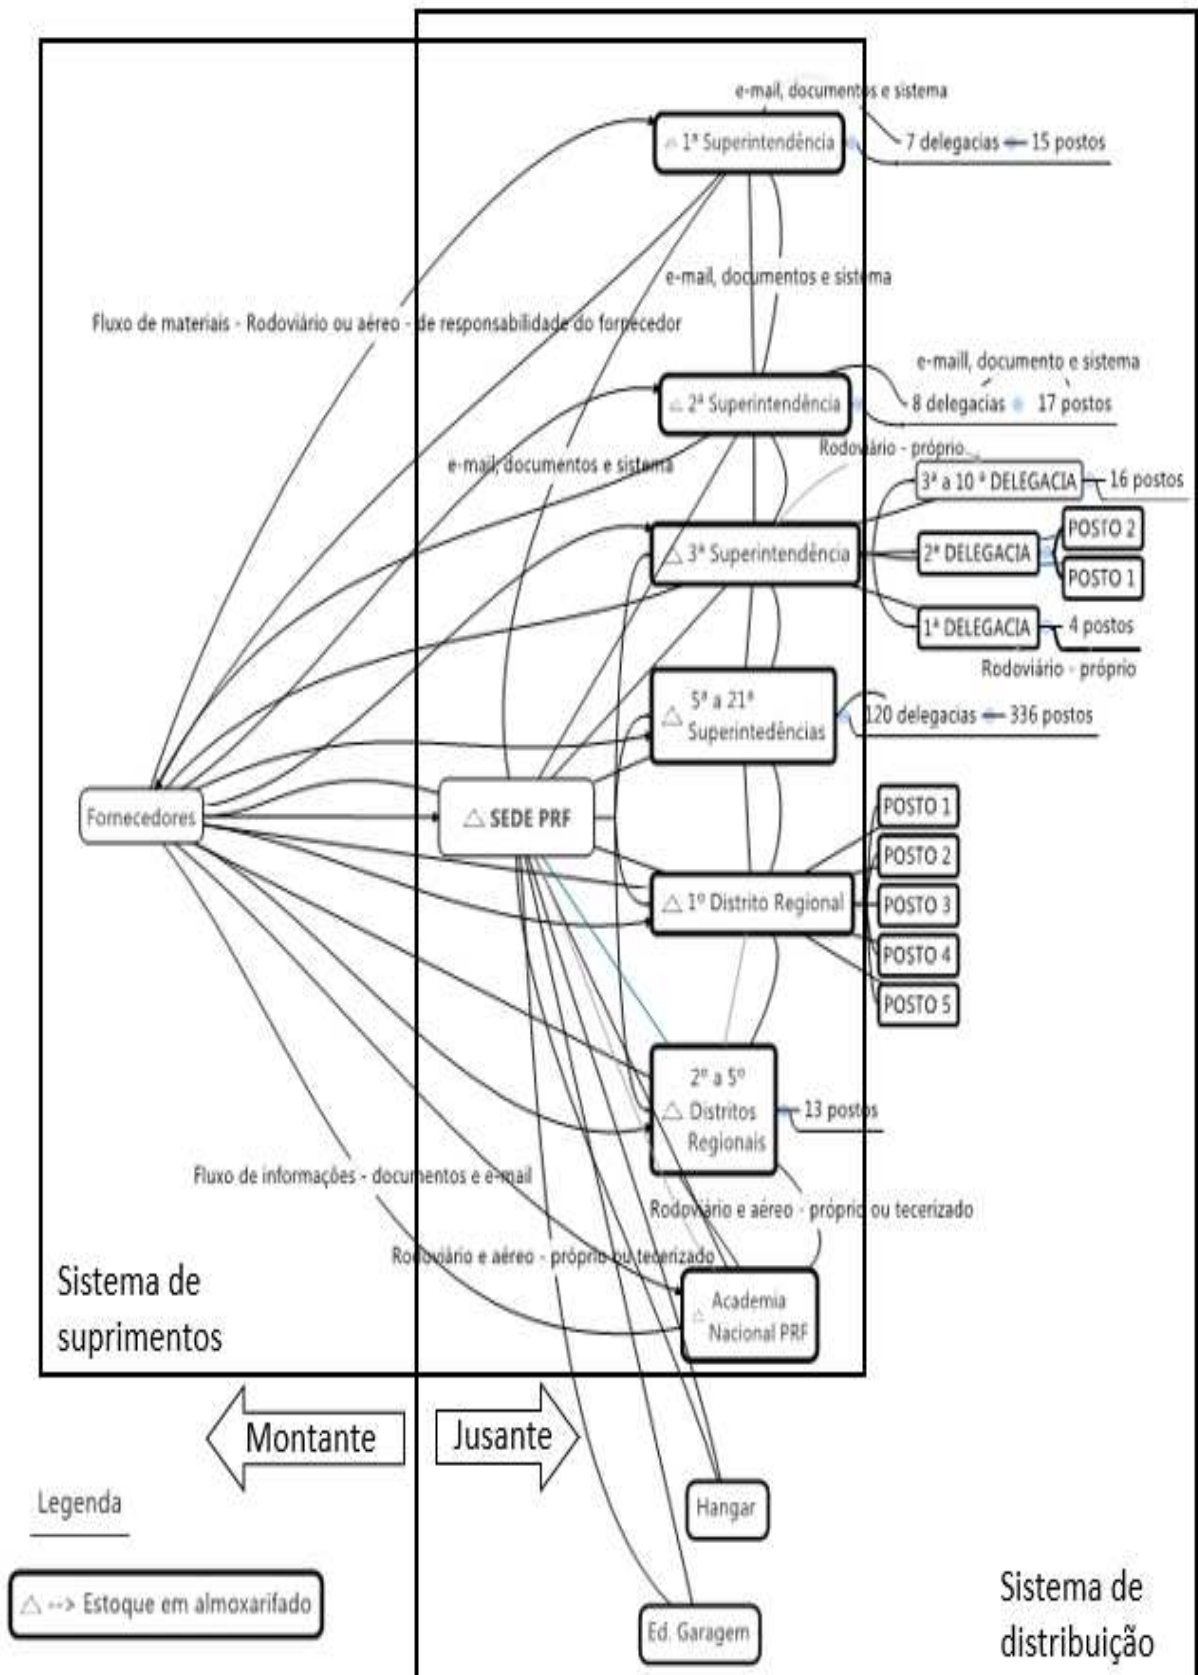 e-mail, documentos e sistema
1ª Superintendência
7 delegacias
15 postos
e-mail, documentos e sistema
Fluxo de materiais - Rodoviário ou aéreo - de responsabilidade do fornecedor
e-maill, documento e sistema
2ª Superintendência
8 delegacias
17 postos
Rodoviário - próprio
e-mail, documentos e sistema
3ª a 10 ª DELEGACIA
16 postos
POSTO 2
3ª Superintendência
2ª DELEGACIA
POSTO 1
1ª DELEGACIA
4 postos
Rodoviário - próprio
5ª a 21ª
Superintedências
120 delegacias
336 postos
Fornecedores
SEDE PRF
POSTO 1
POSTO 2
1º Distrito Regional
POSTO 3
POSTO 4
POSTO 5
2º a 5º
Distritos
Regionais
13 postos
Fluxo de informações - documentos e e-mail
Rodoviário e aéreo - próprio ou tecerizado
Rodoviário e aéreo - próprio ou tecerizado
Sistema de
suprimentos
Academia
Nacional PRF
Montante
Jusante
Legenda
Hangar
--> Estoque em almoxarifado
Ed. Garagem
Sistema de
distribuição